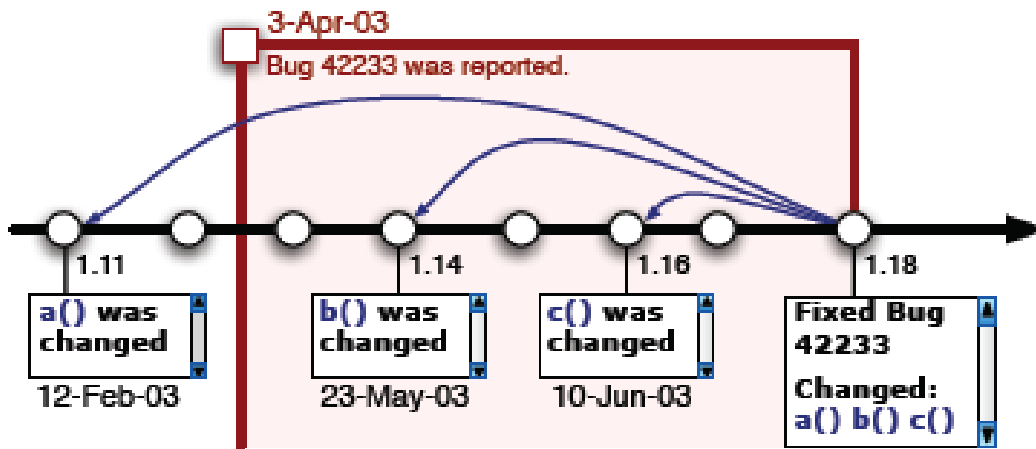 3-Apr-03
Bug 42233 was reported.
1.11
1.14
1.16
1.18
a() was
changed
12-Feb-03
b() was
changed
23-May-03
c() was
changed
10-Jun-03
Fixed Bug
42233
Changed:
a() b() c()